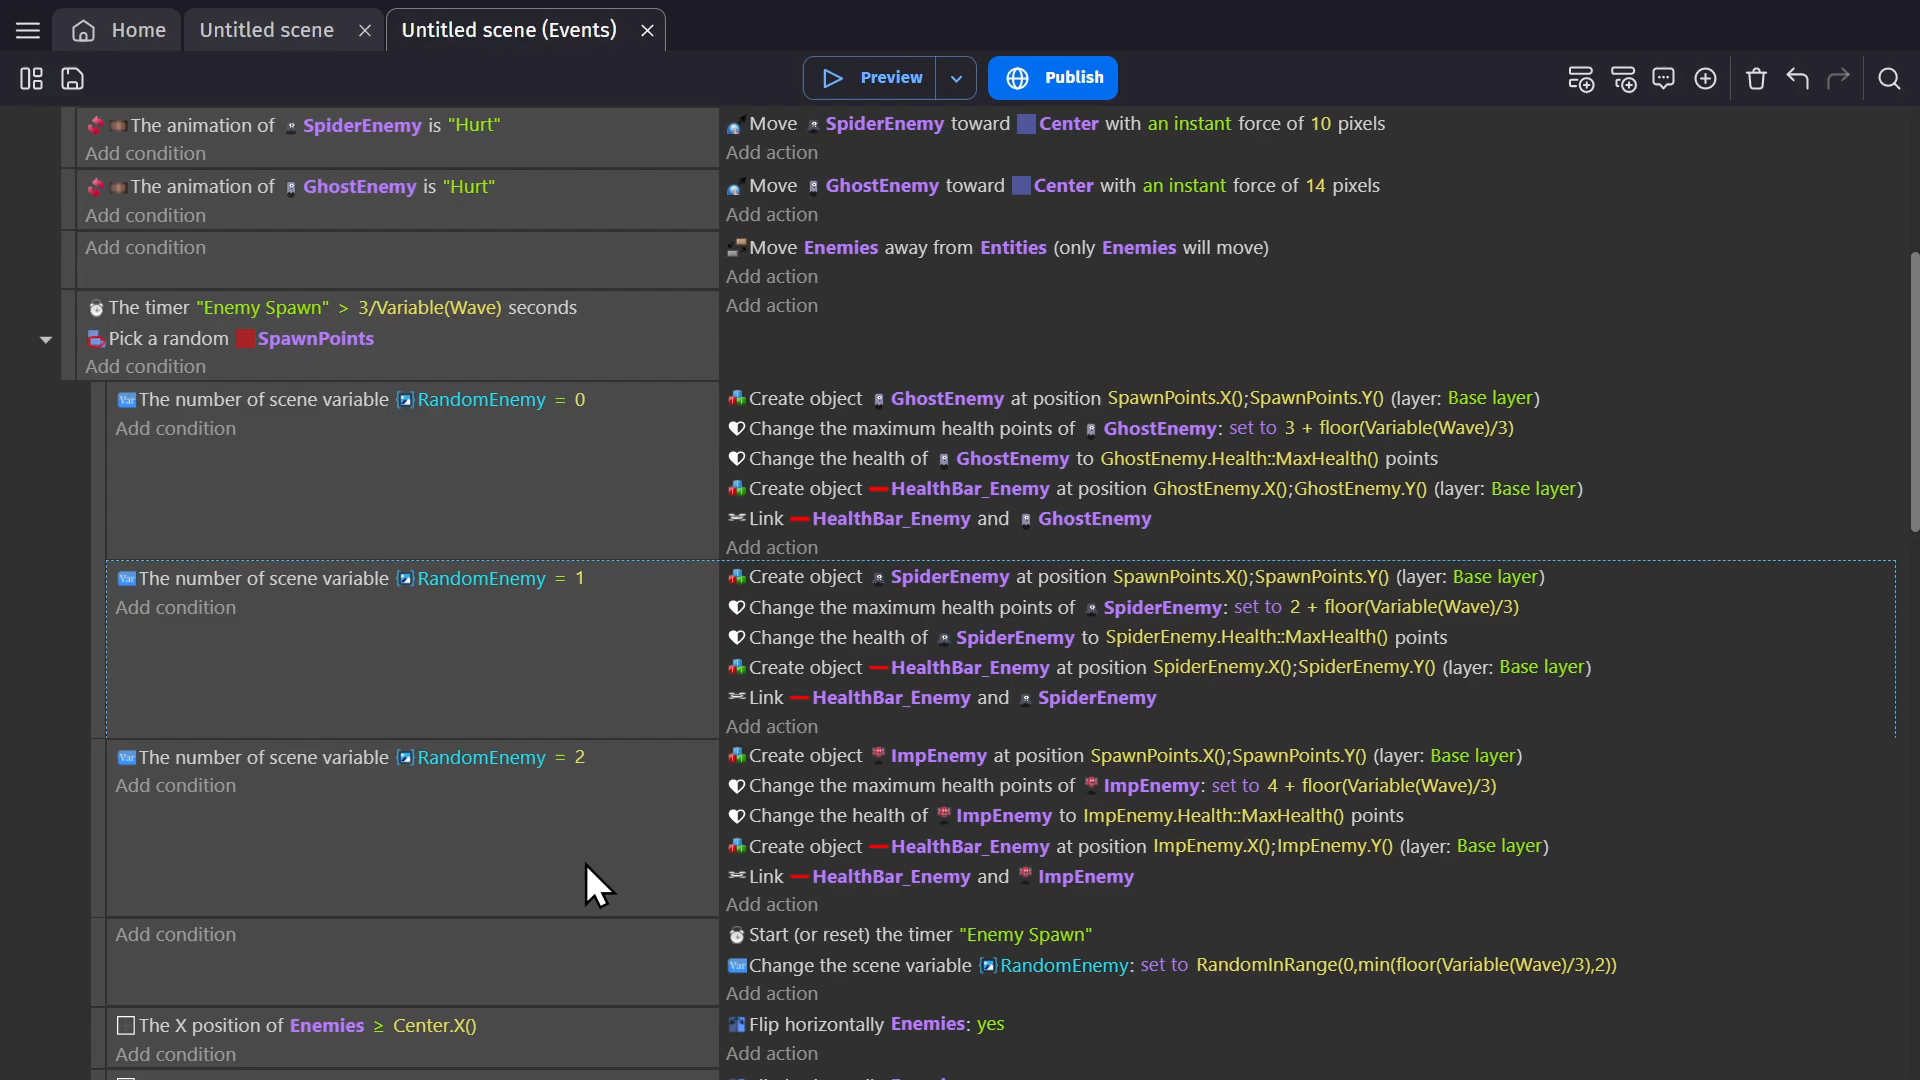 Home
Untitled scene
Untitled scene (Events)
Preview
Publish
The animation of SpiderEnemy is "Hurt"
Add condition
Move SpiderEnemy toward Center with an instant force of 10 pixels
Add action
The animation of GhostEnemy is "Hurt"
Add condition
Move GhostEnemy toward Center with an instant force of 14 pixels
Add action
Add condition
Move Enemies away from Entities (only Enemies will move)
Add action
The timer "Enemy Spawn" > 3/Variable(Wave) seconds
Pick a random SpawnPoints
Add condition
Add action
Var The number of scene variable RandomEnemy = 0
Add condition
Create object GhostEnemy at position SpawnPoints.X();SpawnPoints.Y() (layer: Base layer)
Change the maximum health points of GhostEnemy: set to 3 + floor(Variable(Wave)/3)
Change the health of GhostEnemy to GhostEnemy.Health::MaxHealth() points
Create object HealthBar_Enemy at position GhostEnemy.X();GhostEnemy.Y() (layer: Base layer)
Link HealthBar_Enemy and GhostEnemy
Add action
Var The number of scene variable RandomEnemy = 1
Add condition
Create object SpiderEnemy at position SpawnPoints.X();SpawnPoints.Y() (layer: Base layer)
Change the maximum health points of SpiderEnemy: set to 2 + floor(Variable(Wave)/3)
Change the health of SpiderEnemy to SpiderEnemy.Health::MaxHealth() points
Create object HealthBar_Enemy at position SpiderEnemy.X();SpiderEnemy.Y() (layer: Base layer)
Link HealthBar_Enemy and SpiderEnemy
Add action
Var The number of scene variable RandomEnemy = 2
Add condition
Create object ImpEnemy at position SpawnPoints.X();SpawnPoints.Y() (layer: Base layer)
Change the maximum health points of ImpEnemy: set to 4 + floor(Variable(Wave)/3)
Change the health of ImpEnemy to ImpEnemy.Health::MaxHealth() points
Create object HealthBar_Enemy at position ImpEnemy.X();ImpEnemy.Y() (layer: Base layer)
Link HealthBar_Enemy and ImpEnemy
Add action
Add condition
Start (or reset) the timer "Enemy Spawn"
Var Change the scene variable RandomEnemy: set to RandomInRange(0,min(floor(Variable(Wave)/3),2))
Add action
The X position of Enemies ≥ Center.X()
Add condition
Flip horizontally Enemies: yes
Add action